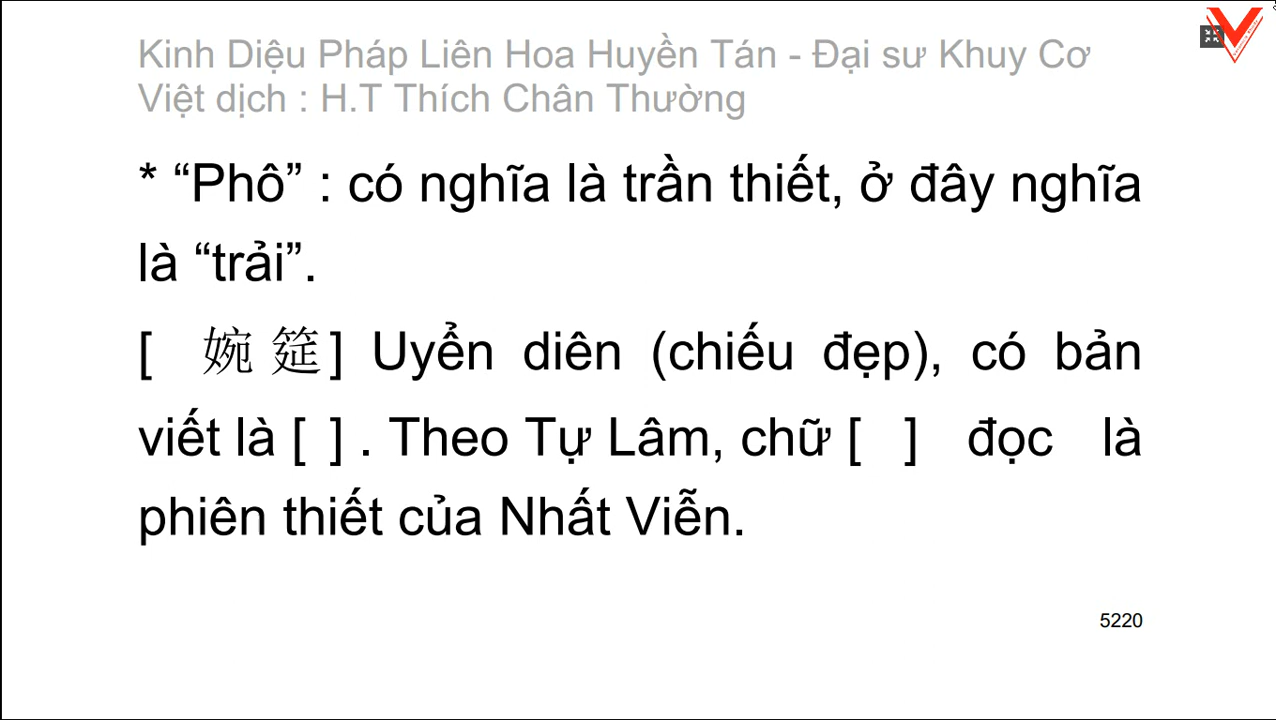 Kinh Diệu Pháp Liên Hoa Huyền Tán - Đại sư Khuy Cơ
Việt dịch : H.T Thích Chân Thường
* “Phô” : có nghĩa là trần thiết, ở đây nghĩa
là “trải”.
[ 婉 筵] Uyển diên (chiếu đẹp), có bản
viết là [ ] . Theo Tự Lâm, chữ [ ] đọc là
phiên thiết của Nhất Viễn.
5220